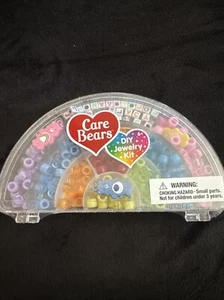 Care
Bears
DIY
Jewelry
Kit
WARNING:
CHOKING HAZARD - Small parts.
Not for children under 3 years.